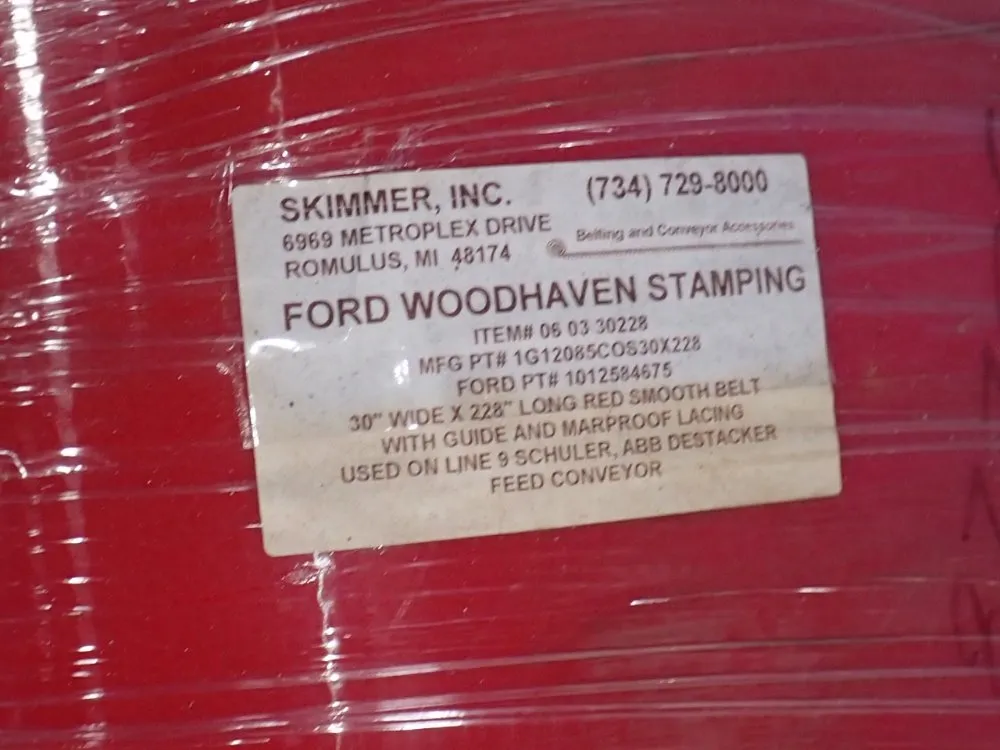 SKIMMER, INC. (734) 729-8000
6969 METROPLEX DRIVE Belting and Conveyor Accessories
ROMULUS, MI 48174
FORD WOODHAVEN STAMPING
ITEM# 06 03 30228
MFG PT# 1G12085COS30X228
FORD PT# 1012584675
30" WIDE X 228" LONG RED SMOOTH BELT
WITH GUIDE AND MARPROOF LACING
USED ON LINE 9 SCHULER, ABB DESTACKER
FEED CONVEYOR